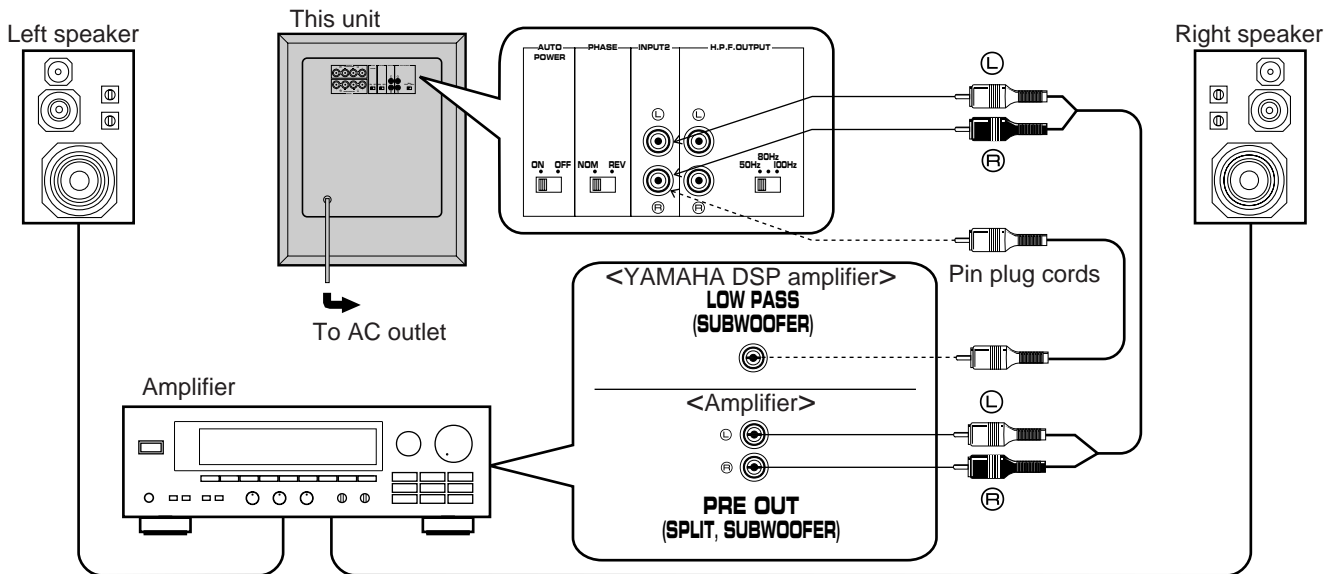 Left speaker
This unit
Right speaker
AUTO POWER
PHASE
INPUT2
H.P.F.OUTPUT
L
L
ON OFF
NOM REV
80Hz
50Hz 100Hz
R
R
L
R
Pin plug cords
To AC outlet
<YAMAHA DSP amplifier>
LOW PASS
(SUBWOOFER)
Amplifier
<Amplifier>
L
R
PRE OUT
(SPLIT, SUBWOOFER)
L
R